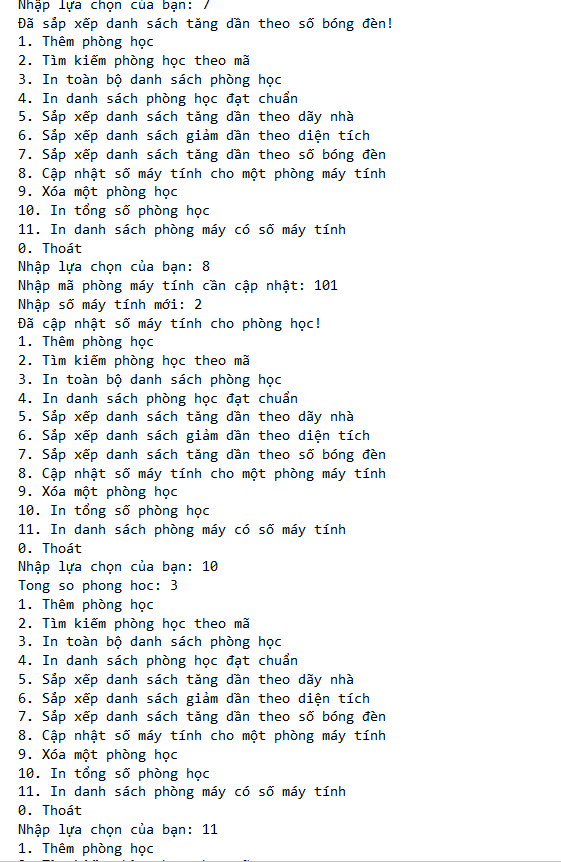 Nhập lựa chọn của bạn: 7
Đã sắp xếp danh sách tăng dần theo số bóng đèn!
1. Thêm phòng học
2. Tìm kiếm phòng học theo mã
3. In toàn bộ danh sách phòng học
4. In danh sách phòng học đạt chuẩn
5. Sắp xếp danh sách tăng dần theo dãy nhà
6. Sắp xếp danh sách giảm dần theo diện tích
7. Sắp xếp danh sách tăng dần theo số bóng đèn
8. Cập nhật số máy tính cho một phòng máy tính
9. Xóa một phòng học
10. In tổng số phòng học
11. In danh sách phòng máy có số máy tính
0. Thoát
Nhập lựa chọn của bạn: 8
Nhập mã phòng máy tính cần cập nhật: 101
Nhập số máy tính mới: 2
Đã cập nhật số máy tính cho phòng học!
1. Thêm phòng học
2. Tìm kiếm phòng học theo mã
3. In toàn bộ danh sách phòng học
4. In danh sách phòng học đạt chuẩn
5. Sắp xếp danh sách tăng dần theo dãy nhà
6. Sắp xếp danh sách giảm dần theo diện tích
7. Sắp xếp danh sách tăng dần theo số bóng đèn
8. Cập nhật số máy tính cho một phòng máy tính
9. Xóa một phòng học
10. In tổng số phòng học
11. In danh sách phòng máy có số máy tính
0. Thoát
Nhập lựa chọn của bạn: 10
Tong so phong hoc: 3
1. Thêm phòng học
2. Tìm kiếm phòng học theo mã
3. In toàn bộ danh sách phòng học
4. In danh sách phòng học đạt chuẩn
5. Sắp xếp danh sách tăng dần theo dãy nhà
6. Sắp xếp danh sách giảm dần theo diện tích
7. Sắp xếp danh sách tăng dần theo số bóng đèn
8. Cập nhật số máy tính cho một phòng máy tính
9. Xóa một phòng học
10. In tổng số phòng học
11. In danh sách phòng máy có số máy tính
0. Thoát
Nhập lựa chọn của bạn: 11
1. Thêm phòng học